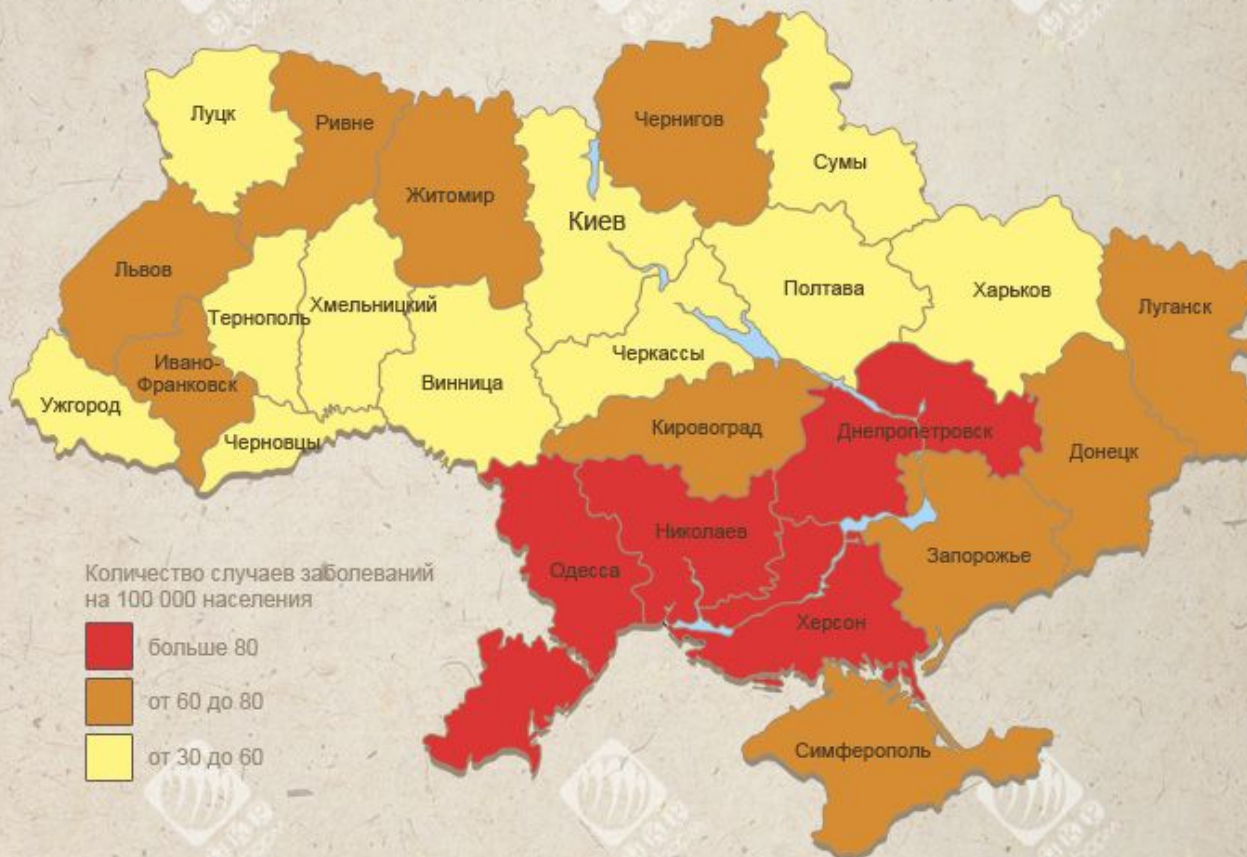 Луцк
Ривне
Чернигов
Сумы
Житомир
Киев
Львов
Тернополь
Хмельницкий
Полтава
Харьков
Луганск
Ивано-
Франковск
Черкассы
Винница
Ужгород
Черновцы
Кировоград
Днепропетровск
Донецк
Николаев
Одесса
Запорожье
Херсон
Симферополь
Количество случаев заболеваний
на 100 000 населения
больше 80
от 60 до 80
от 30 до 60